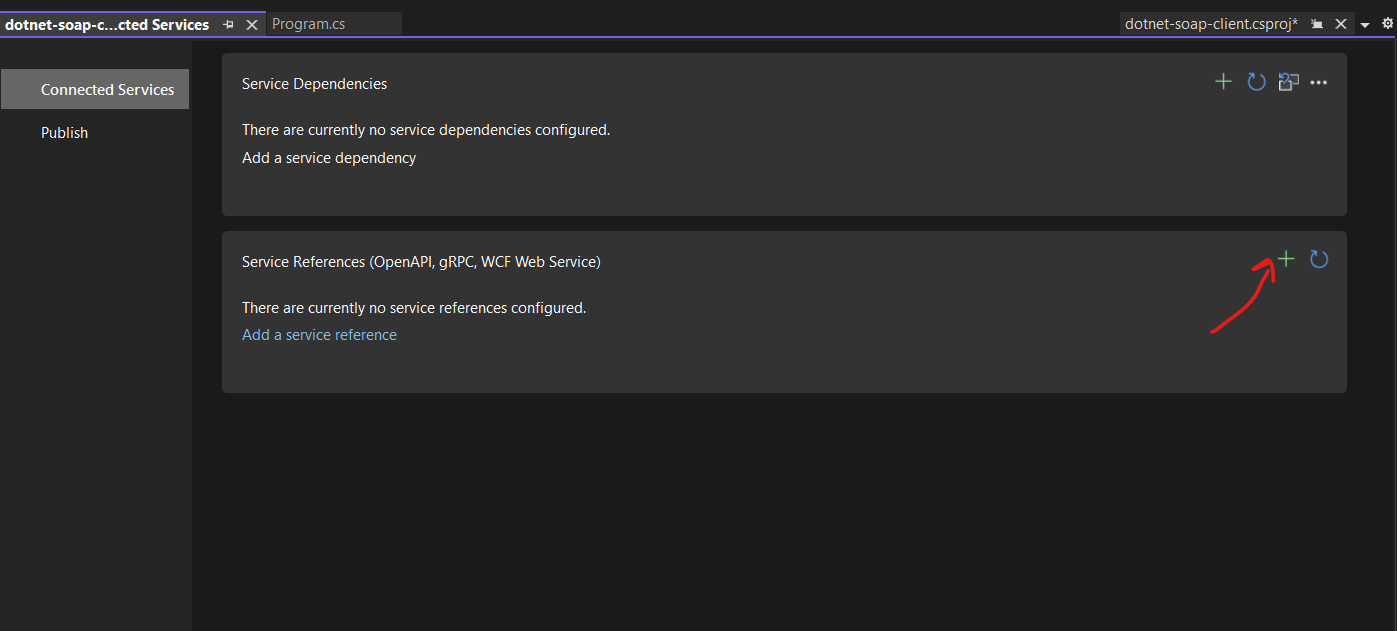 dotnet-soap-c...cted Services
Program.cs
dotnet-soap-client.csproj*
Connected Services
Publish
Service Dependencies
There are currently no service dependencies configured.
Add a service dependency
Service References (OpenAPI, gRPC, WCF Web Service)
There are currently no service references configured.
Add a service reference